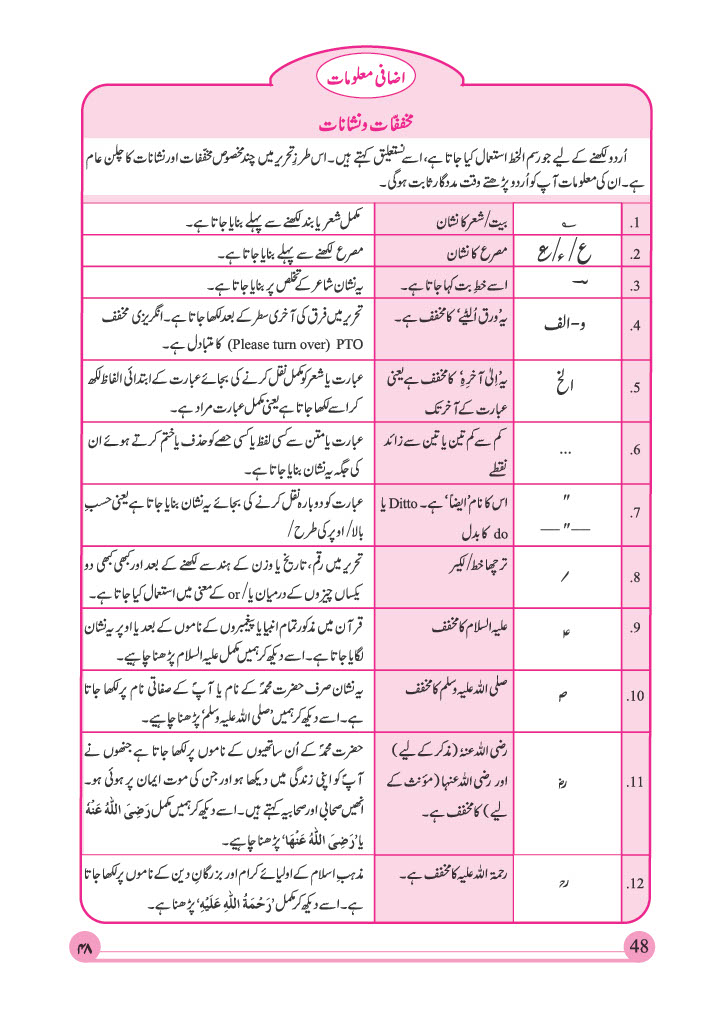 اضافی معلومات
مخففّات و نشانات
اُردو لکھنے کے لیے جو رسم الخط استعمال کیا جاتا ہے، اسے نستعلیق کہتے ہیں۔ اس طرزِ تحریر میں چند مخصوص مخفّفات اور نشانات کا چلن عام
ہے۔ ان کی معلومات آپ کو اُردو پڑھتے وقت مددگار ثابت ہوگی۔
1. ؎ بیت/شعر کا نشان مکمل شعر یا بند لکھنے سے پہلے بنایا جاتا ہے۔
2. ع/ء/؏ مصرع کا نشان مصرع لکھنے سے پہلے بنایا جاتا ہے۔
3. ؔ اسے خطِ بت کہا جاتا ہے۔ یہ نشان شاعر کے تخلص پر بنایا جاتا ہے۔
4. و-الف یہ 'ورق اُلٹیے' کا مخفف ہے۔ تحریر میں فرق کی آخری سطر کے بعد لکھا جاتا ہے۔ انگریزی مخفف
PTO (Please turn over) کا متبادل ہے۔
5. الخ یہ 'اِلیٰ آخرِہٖ' کا مخفف ہے یعنی عبارت یا شعر کو مکمل نقل کرنے کی بجائے عبارت کے ابتدائی الفاظ لکھ
عبارت کے آخر تک کر اسے لکھا جاتا ہے یعنی مکمل عبارت مراد ہے۔
6. ... کم سے کم تین یا تین سے زائد عبارت یا متن سے کسی لفظ یا کسی حصے کو حذف یا ختم کرتے ہوئے ان
نقطے کی جگہ یہ نشان بنایا جاتا ہے۔
7. " اس کا نام 'ایضاً' ہے۔ Ditto یا عبارت کو دوبارہ نقل کرنے کی بجائے یہ نشان بنایا جاتا ہے یعنی حسبِ
—"— do کا بدل بالا/ اوپر کی طرح/
8. ؍ ترچھا خط/لکیر تحریر میں رقم، تاریخ یا وزن کے ہندسے لکھنے کے بعد اور کبھی کبھی دو
یکساں چیزوں کے درمیان یا/ or کے معنی میں استعمال کیا جاتا ہے۔
9. ؑ علیہ السلام کا مخفف قرآن میں مذکور تمام انبیا یا پیغمبروں کے ناموں کے بعد یا اوپر یہ نشان
لگایا جاتا ہے۔ اسے دیکھ کر ہمیں مکمل علیہ السلام پڑھنا چاہیے۔
10. ؐ صلی اللہ علیہ وسلم کا مخفف یہ نشان صرف حضرت محمدؐ کے نام یا آپؐ کے صفاتی نام پر لکھا جاتا
ہے۔ اسے دیکھ کر ہمیں 'صلی اللہ علیہ وسلم' پڑھنا چاہیے۔
11. ؓ رضی اللہ عنہٗ (مذکر کے لیے) حضرت محمدؐ کے اُن ساتھیوں کے ناموں پر لکھا جاتا ہے جنھوں نے
اور رضی اللہ عنہا (مؤنث کے آپؐ کو اپنی زندگی میں دیکھا ہو اور جن کی موت ایمان پر ہوئی ہو۔
لیے) کا مخفف ہے۔ انھیں صحابی اور صحابیہ کہتے ہیں۔ اسے دیکھ کر ہمیں مکمل رَضِیَ اللّٰہُ عَنْہُ
یا 'رَضِیَ اللّٰہُ عَنْہَا' پڑھنا چاہیے۔
12. ؒ رحمۃ اللہ علیہ کا مخفف ہے۔ مذہبِ اسلام کے اولیائے کرام اور بزرگانِ دین کے ناموں پر لکھا جاتا
ہے۔ اسے دیکھ کر مکمل 'رَحْمَۃُ اللّٰہِ عَلَیْہِ' پڑھنا ہے۔
48
۴۸